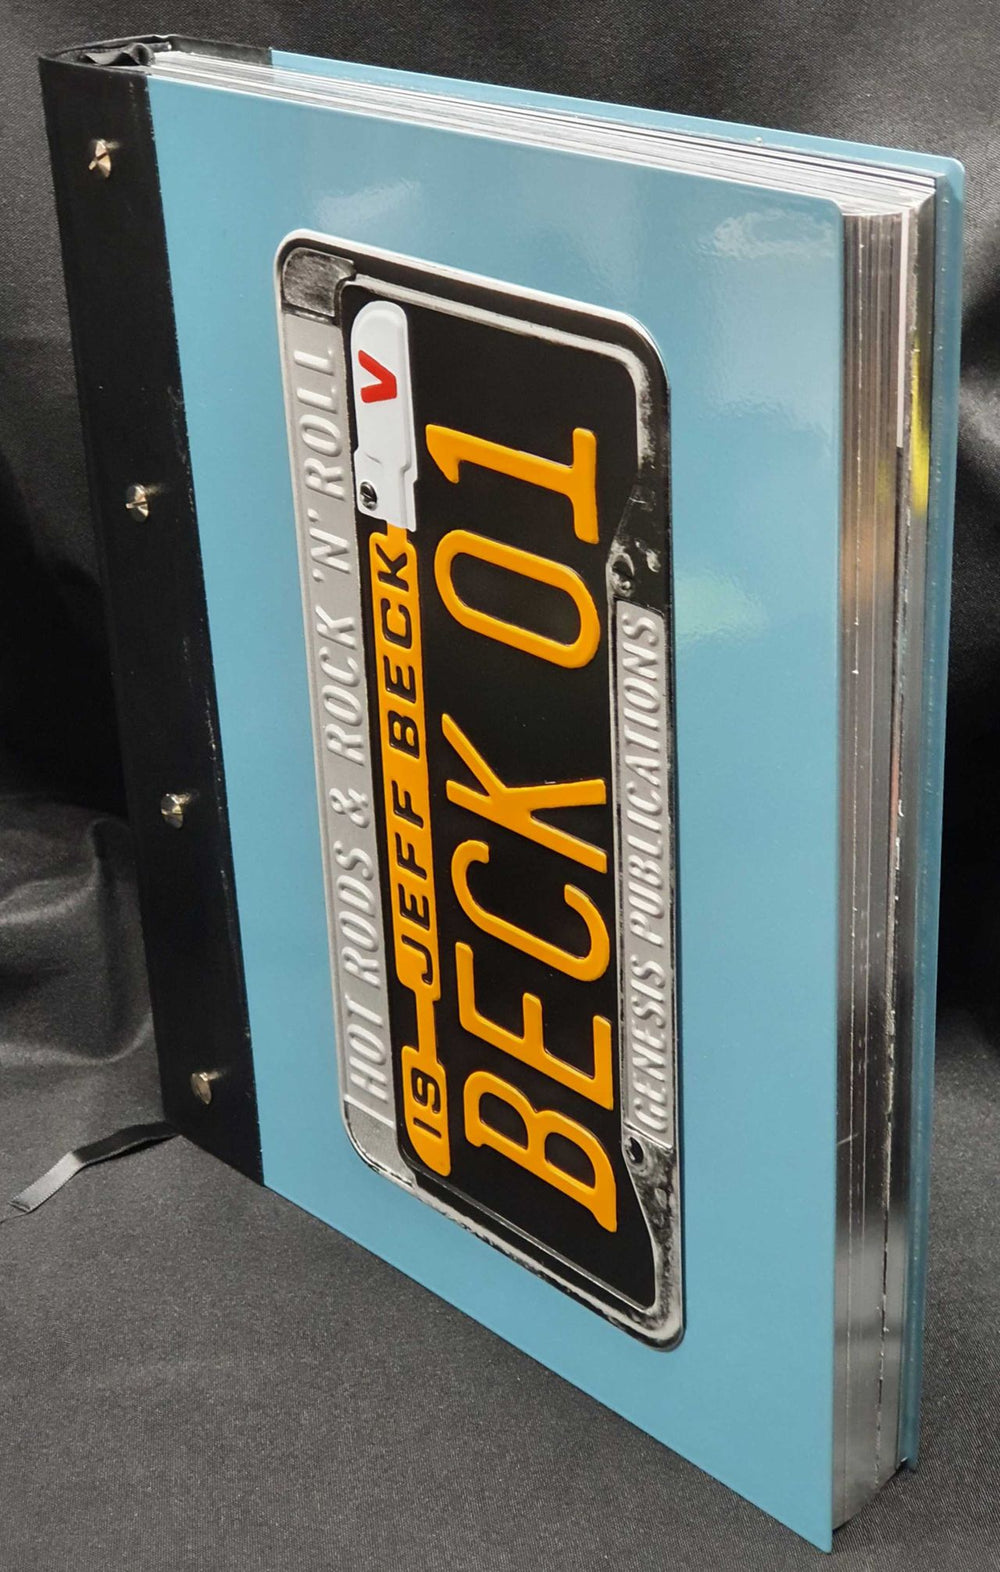 HOT RODS & ROCK 'N' ROLL
19 JEFF BECK V
BECK 01
GENESIS PUBLICATIONS